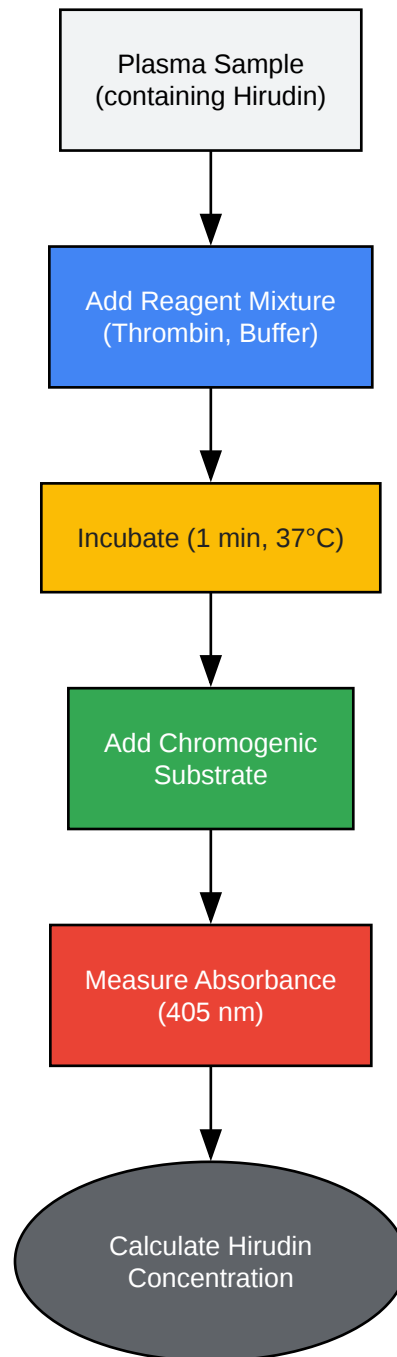 Plasma Sample
(containing Hirudin)
Add Reagent Mixture
(Thrombin, Buffer)
Incubate (1 min, 37°C)
Add Chromogenic
Substrate
Measure Absorbance
(405 nm)
Calculate Hirudin
Concentration